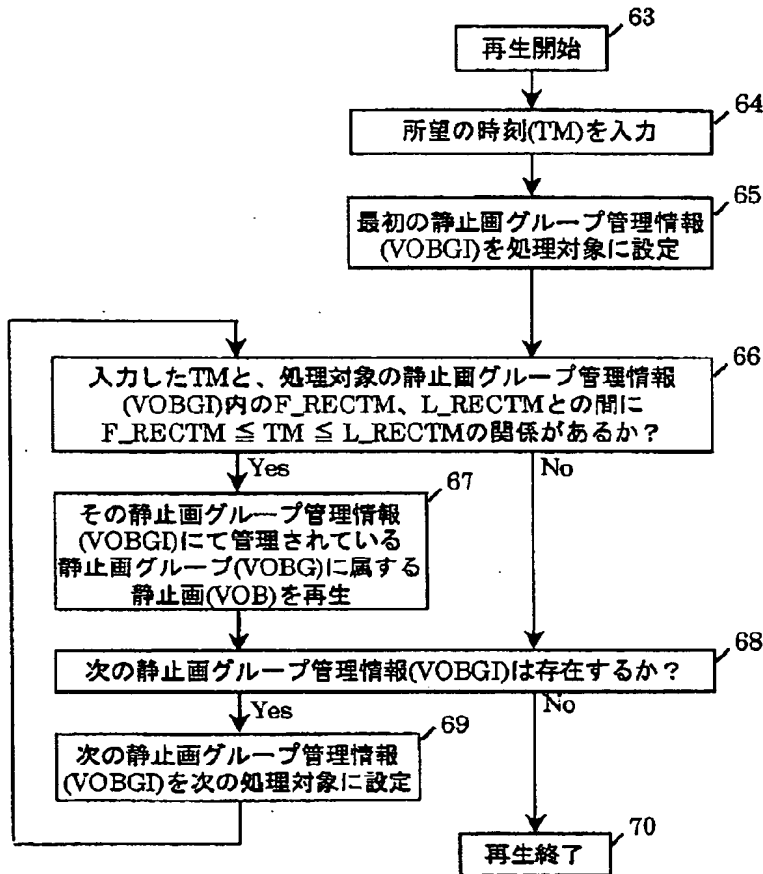 63
再生開始
64
所望の時刻(TM)を入力
65
最初の静止画グループ管理情報
(VOBGI)を処理対象に設定
66
入力したTMと、処理対象の静止画グループ管理情報
(VOBGI)内のF_RECTM、L_RECTMとの間に
F_RECTM ≦ TM ≦ L_RECTMの関係があるか？
Yes
No
67
その静止画グループ管理情報
(VOBGI)にて管理されている
静止画グループ(VOBG)に属する
静止画(VOB)を再生
68
次の静止画グループ管理情報(VOBGI)は存在するか？
Yes
No
69
次の静止画グループ管理情報
(VOBGI)を次の処理対象に設定
70
再生終了